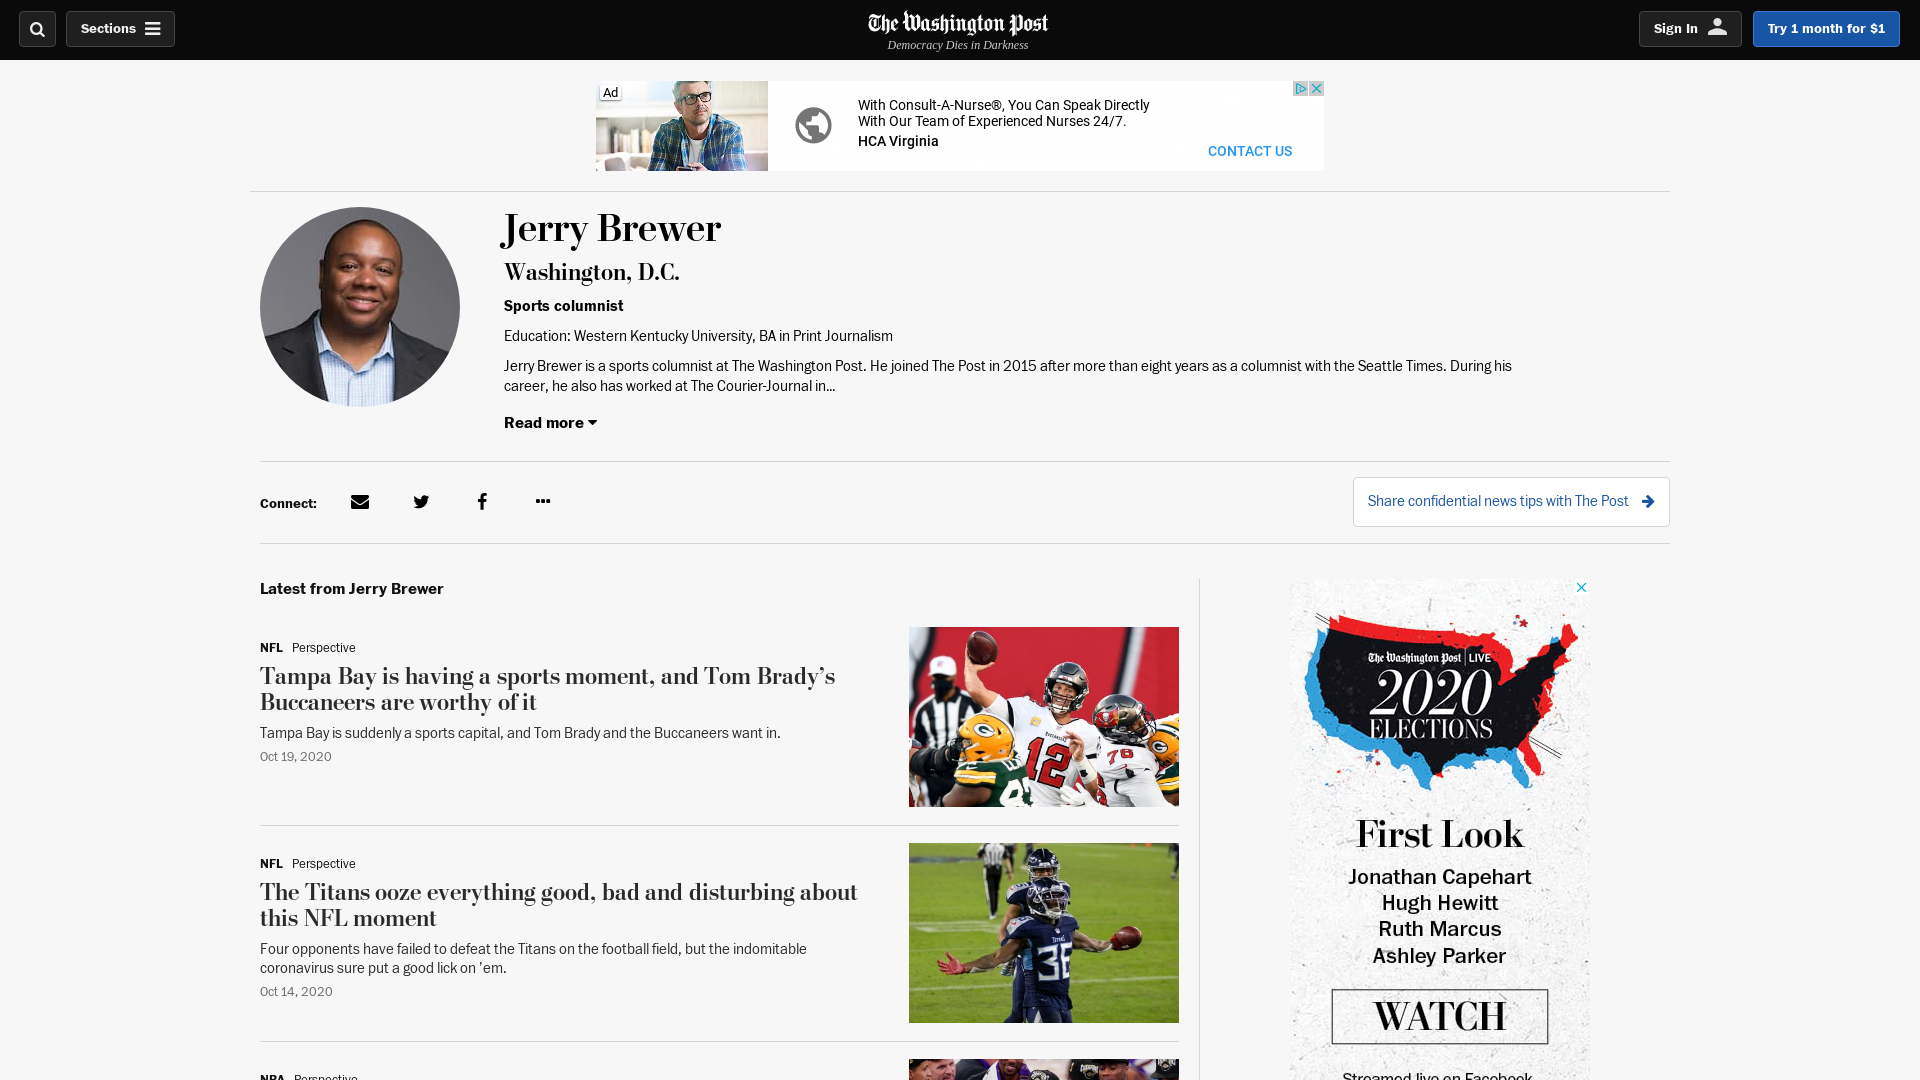 Sections
The Washington Post
Democracy Dies in Darkness
Sign In
Try 1 month for $1
Ad
With Consult-A-Nurse®, You Can Speak Directly
With Our Team of Experienced Nurses 24/7.
HCA Virginia
CONTACT US
Jerry Brewer
Washington, D.C.
Sports columnist
Education: Western Kentucky University, BA in Print Journalism
Jerry Brewer is a sports columnist at The Washington Post. He joined The Post in 2015 after more than eight years as a columnist with the Seattle Times. During his
career, he also has worked at The Courier-Journal in...
Read more
Connect:
Share confidential news tips with The Post
Latest from Jerry Brewer
NFL Perspective
Tampa Bay is having a sports moment, and Tom Brady’s
Buccaneers are worthy of it
Tampa Bay is suddenly a sports capital, and Tom Brady and the Buccaneers want in.
Oct 19, 2020
12
78
NFL Perspective
The Titans ooze everything good, bad and disturbing about
this NFL moment
Four opponents have failed to defeat the Titans on the football field, but the indomitable
coronavirus sure put a good lick on ’em.
Oct 14, 2020
36
NBA Perspective
The Washington Post LIVE
2020
ELECTIONS
First Look
Jonathan Capehart
Hugh Hewitt
Ruth Marcus
Ashley Parker
WATCH
Streamed live on Facebook